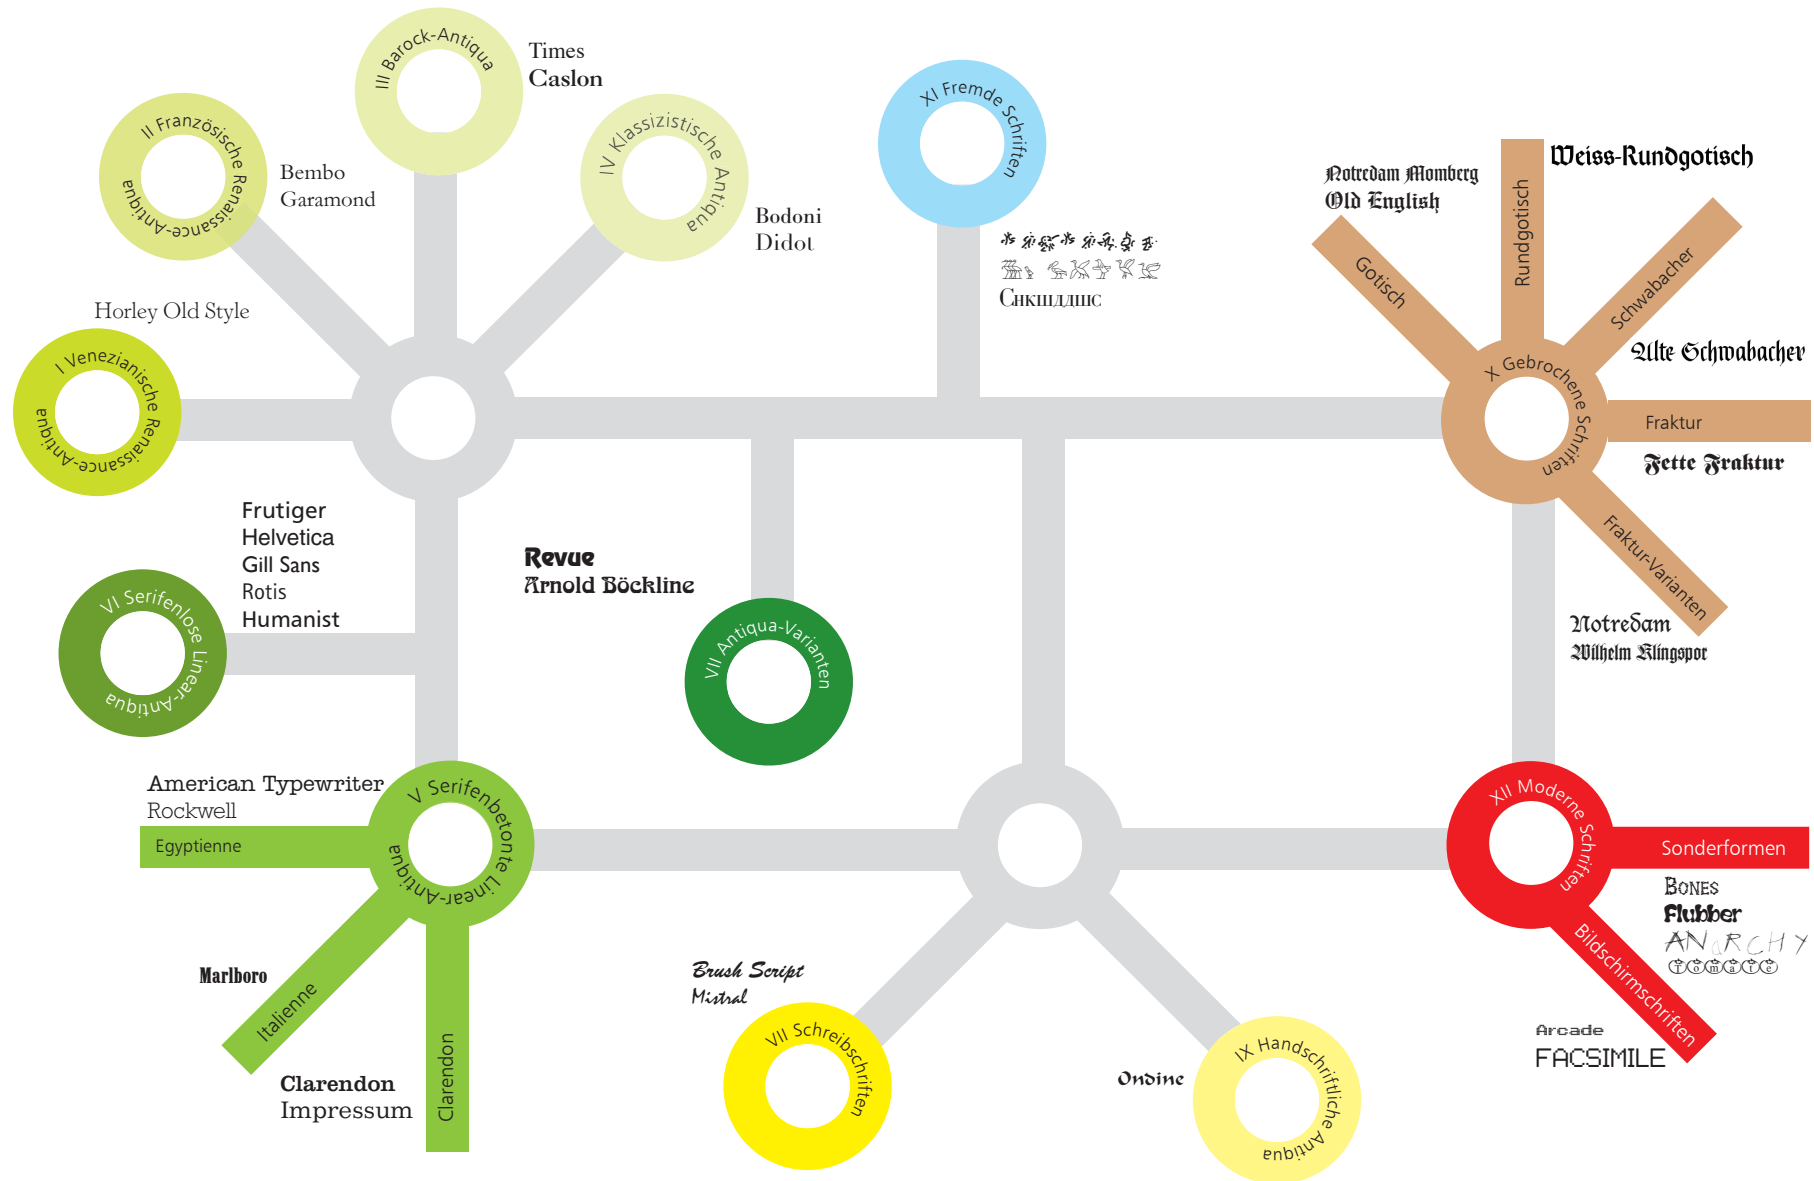 III Barock-Antiqua
Times
Caslon
II Französische Renaissance-Antiqua
Bembo
Garamond
IV Klassizistische Antiqua
Bodoni
Didot
XI Fremde Schriften
Notredam Momberg
Old English
Weiss-Rundgotisch
Rundgotisch
Gotisch
Schwabacher
Alte Schwabacher
X Gebrochene Schriften
Fraktur
Fette Fraktur
Fraktur-Varianten
Notredam
Wilhelm Klingspor
Horley Old Style
I Venezianische Renaissance-Antiqua
Frutiger
Helvetica
Gill Sans
Rotis
Humanist
VI Serifenlose Linear-Antiqua
Revue
Arnold Böckline
VII Antiqua-Varianten
American Typewriter
Rockwell
Egyptienne
V Serifenbetonte Linear-Antiqua
Marlboro
Italienne
Clarendon
Impressum
Clarendon
Brush Script
Mistral
VII Schreibschriften
Ondine
IX Handschriftliche Antiqua
XII Moderne Schriften
Sonderformen
Bones
Flubber
ANaRCHY
Tomate
Bildschirmschriften
Arcade
FACSIMILE